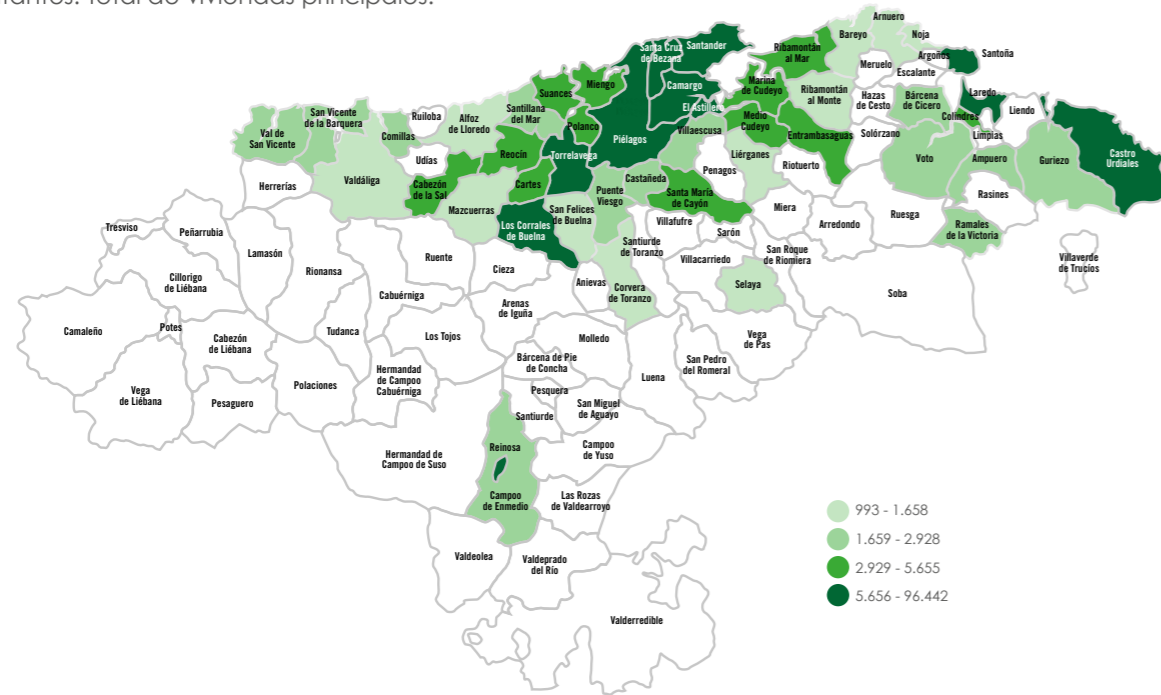 Total de viviendas principales.
Arnuero
Bareyo
Noja
Santa Cruz
de Bezana
Santander
Ribamontán
al Mar
Argoños
Santoña
Meruelo
Escalante
Miengo
Suances
Camargo
Marina
de Cudeyo
Ribamontán
al Monte
Hazas
de Cesto
Bárcena
de Cicero
Laredo
Liendo
Colindres
El Astillero
San Vicente
de la Barquera
Ruiloba
Alfoz
de Lloredo
Santillana
del Mar
Polanco
Piélagos
Villaescusa
Medio
Cudeyo
Entrambasaguas
Solórzano
Limpias
Castro
Urdiales
Val de
San Vicente
Comillas
Udías
Reocín
Torrelavega
Liérganes
Riotuerto
Voto
Ampuero
Guriezo
Herrerías
Valdáliga
Cabezón
de la Sal
Cartes
Puente
Viesgo
Castañeda
Penagos
Santa María
de Cayón
Rasines
Mazcuerras
San Felices
de Buelna
Los Corrales
de Buelna
Villafufre
Sarón
Miera
Arredondo
Ruesga
Ramales
de la Victoria
Tresviso
Peñarrubia
Lamasón
Rionansa
Ruente
Cieza
Santiurde
de Toranzo
Villacarriedo
San Roque
de Riomiera
Villaverde
de Trucíos
Cillorigo
de Liébana
Cabuérniga
Anievas
Corvera
de Toranzo
Selaya
Soba
Arenas
de Iguña
Camaleño
Potes
Cabezón
de Liébana
Tudanca
Los Tojos
Molledo
Vega
de Pas
Bárcena de Pie
de Concha
San Pedro
del Romeral
Vega
de Liébana
Pesaguero
Polaciones
Hermandad
de Campo
Cabuérniga
Luena
Pesquera
San Miguel
de Aguayo
Santiurde
Hermandad de
Campoo de Suso
Reinosa
Campoo
de Yuso
Campoo
de Enmedio
Las Rozas
de Valdearroyo
Valdeolea
Valdeprado
del Río
Valderredible
993 - 1.658
1.659 - 2.928
2.929 - 5.655
5.656 - 96.442